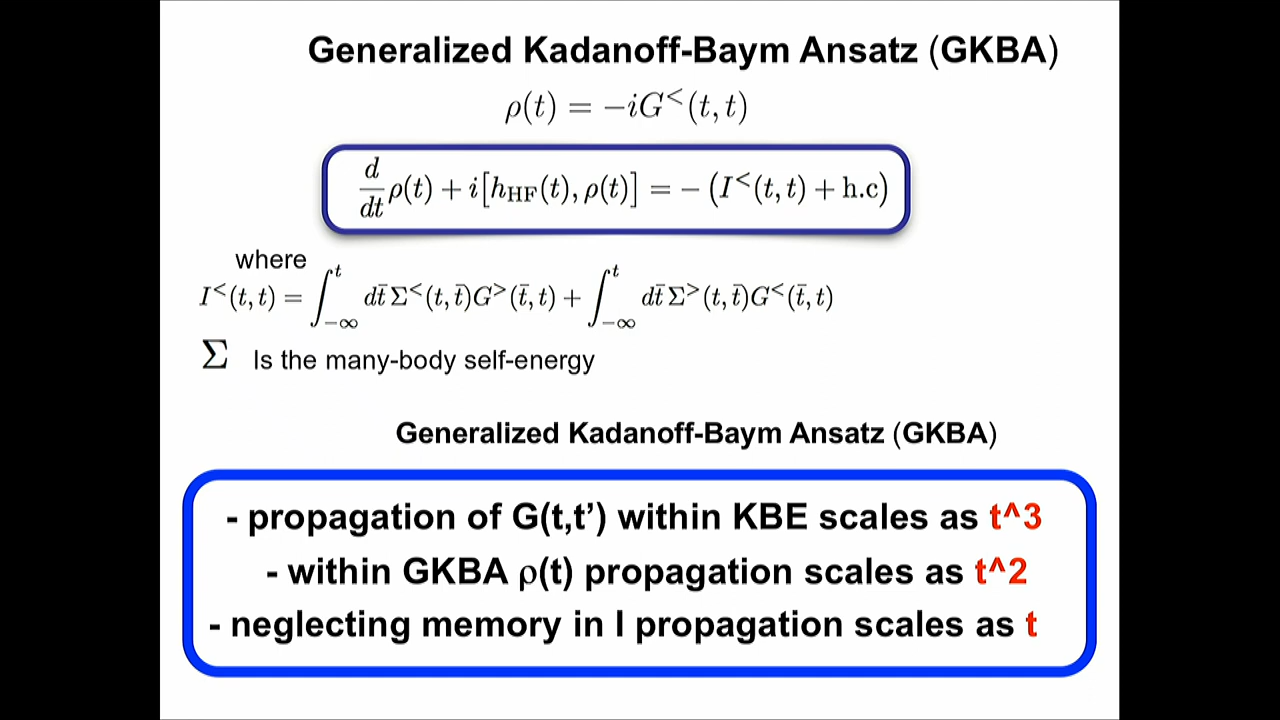 Generalized Kadanoff-Baym Ansatz (GKBA)
ρ(t) = −iG^<(t, t)
d/dt ρ(t) + i[h_HF(t), ρ(t)] = − (I^<(t, t) + h.c)
where
I^<(t, t) = ∫_{−∞}^{t} dt̄ Σ^<(t, t̄)G^>(t̄, t) + ∫_{−∞}^{t} dt̄ Σ^>(t, t̄)G^<(t̄, t)
Σ Is the many-body self-energy
Generalized Kadanoff-Baym Ansatz (GKBA)
- propagation of G(t,t’) within KBE scales as t^3
- within GKBA ρ(t) propagation scales as t^2
- neglecting memory in I propagation scales as t